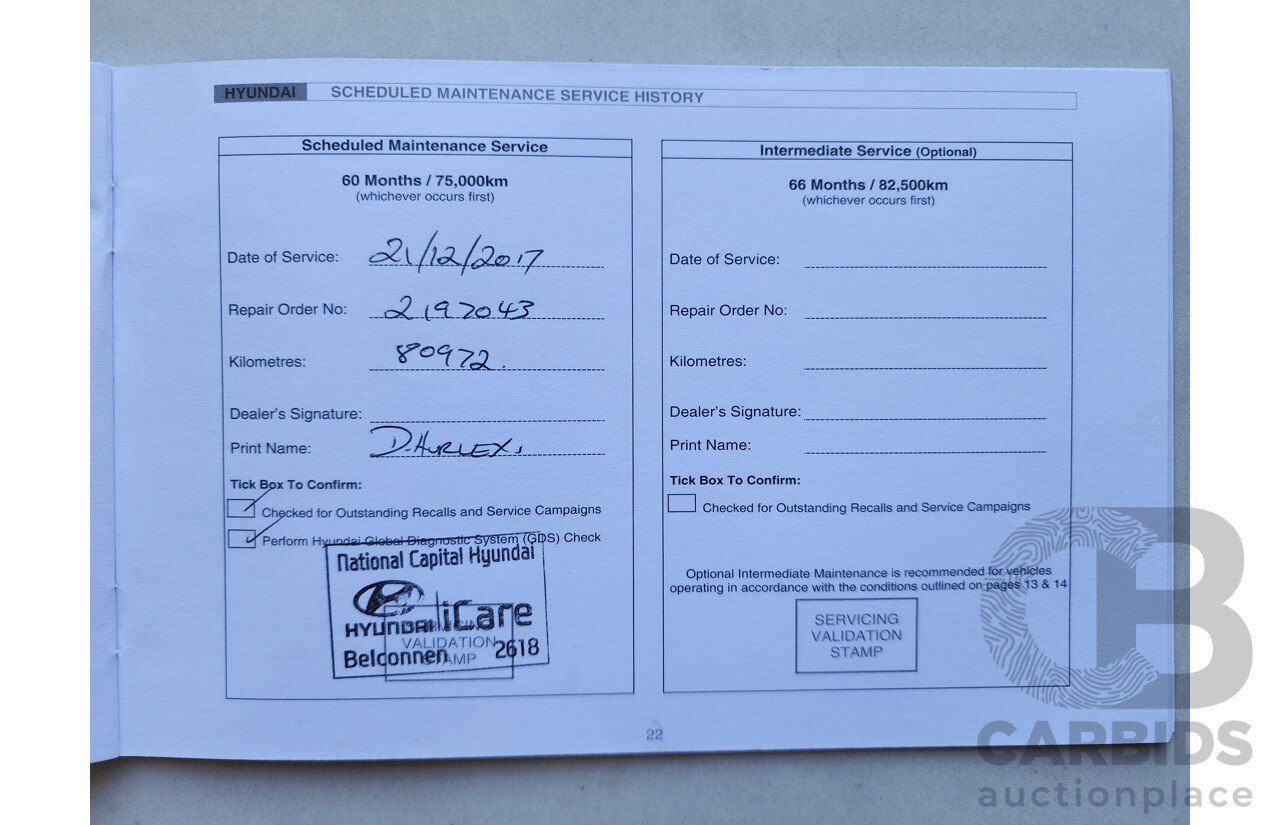 HYUNDAI SCHEDULED MAINTENANCE SERVICE HISTORY
Scheduled Maintenance Service
60 Months / 75,000km
(whichever occurs first)
Date of Service: 21/12/2017
Repair Order No: 2197043
Kilometres: 80972.
Dealer's Signature:
Print Name: D. HURLEY.
Tick Box To Confirm:
Checked for Outstanding Recalls and Service Campaigns
Perform Hyundai Global Diagnostic System (GDS) Check
National Capital Hyundai
HYUNDAI iCare
VALIDATION
Belconnen 2618
STAMP
Intermediate Service (Optional)
66 Months / 82,500km
(whichever occurs first)
Date of Service:
Repair Order No:
Kilometres:
Dealer's Signature:
Print Name:
Tick Box To Confirm:
Checked for Outstanding Recalls and Service Campaigns
Optional Intermediate Maintenance is recommended for vehicles
operating in accordance with the conditions outlined on pages 13 & 14
SERVICING
VALIDATION
STAMP
22
CB
CARBIDS
auctionplace